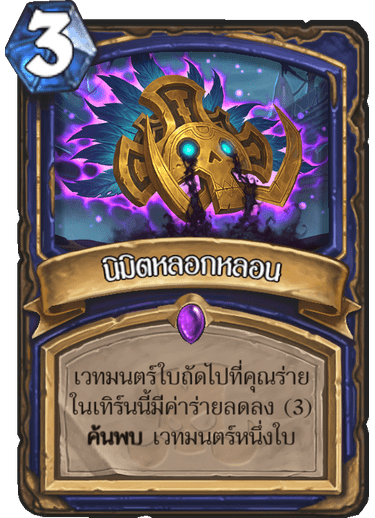 3
นิมิตหลอกหลอน
เวทมนตร์ใบถัดไปที่คุณร่าย
ในเทิร์นนี้มีค่าร่ายลดลง (3)
ค้นพบ เวทมนตร์หนึ่งใบ